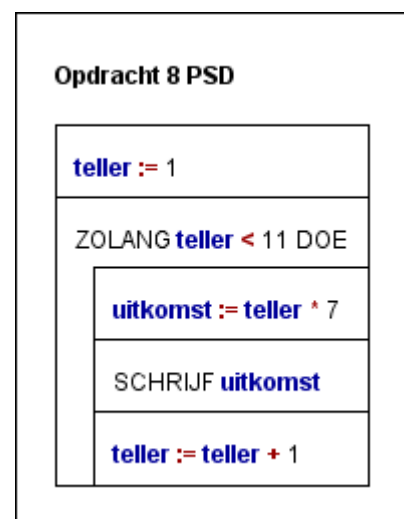 Opdracht 8 PSD
teller := 1
ZOLANG teller < 11 DOE
uitkomst := teller * 7
SCHRIJF uitkomst
teller := teller + 1